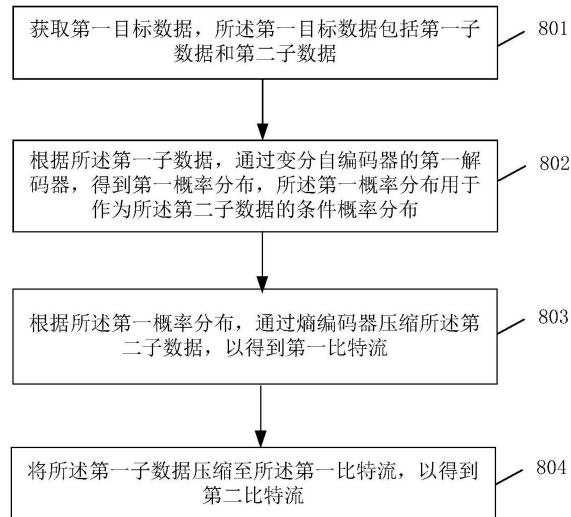 获取第一目标数据，所述第一目标数据包括第一子
数据和第二子数据
801
根据所述第一子数据，通过变分自编码器的第一解
码器，得到第一概率分布，所述第一概率分布用于
作为所述第二子数据的条件概率分布
802
根据所述第一概率分布，通过熵编码器压缩所述第
二子数据，以得到第一比特流
803
将所述第一子数据压缩至所述第一比特流，以得到
第二比特流
804